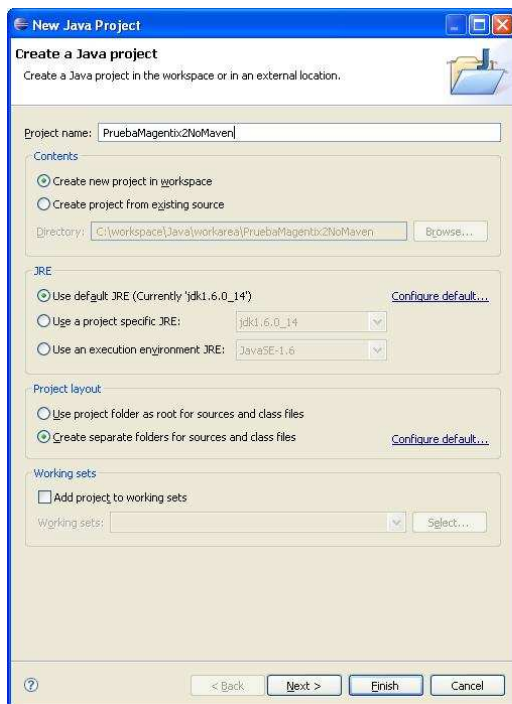 New Java Project
Create a Java project
Create a Java project in the workspace or in an external location.
Project name: PruebaMagentix2NoMaven
Contents
Create new project in workspace
Create project from existing source
Directory: C:\workspace\Java\workarea\PruebaMagentix2NoMaven Browse...
JRE
Use default JRE (Currently 'jdk1.6.0_14') Configure default...
Use a project specific JRE: jdk1.6.0_14
Use an execution environment JRE: JavaSE-1.6
Project layout
Use project folder as root for sources and class files
Create separate folders for sources and class files Configure default...
Working sets
Add project to working sets
Working sets: Select...
? < Back Next > Finish Cancel